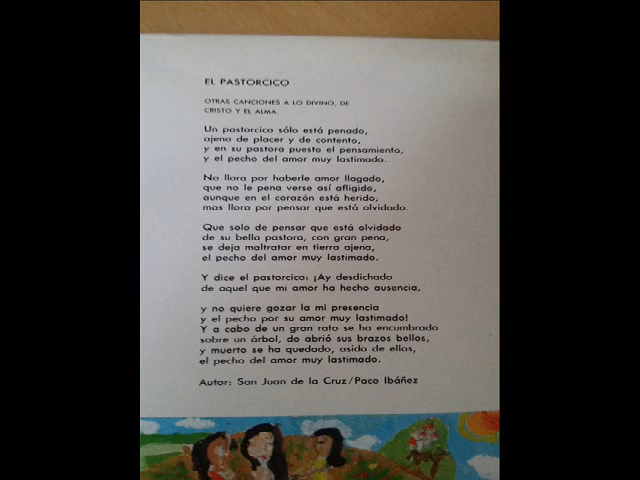 EL PASTORCICO
OTRAS CANCIONES A LO DIVINO, DE
CRISTO Y EL ALMA.
Un pastorcico sólo está penado,
ajeno de placer y de contento,
y en su pastora puesto el pensamiento,
y el pecho del amor muy lastimado.
No llora por haberle amor llagado,
que no le pena verse así afligido,
aunque en el corazón está herido,
mas llora por pensar que está olvidado.
Que solo de pensar que está olvidado
de su bella pastora, con gran pena,
se deja maltratar en tierra ajena,
el pecho del amor muy lastimado.
Y dice el pastorcico: ¡Ay desdichado
de aquel que mi amor ha hecho ausencia,
y no quiere gozar la mi presencia
y el pecho por su amor muy lastimado!
Y a cabo de un gran rato se ha encumbrado
sobre un árbol, do abrió sus brazos bellos,
y muerto se ha quedado, asido de ellos,
el pecho del amor muy lastimado.
Autor: San Juan de la Cruz/Paco Ibáñez